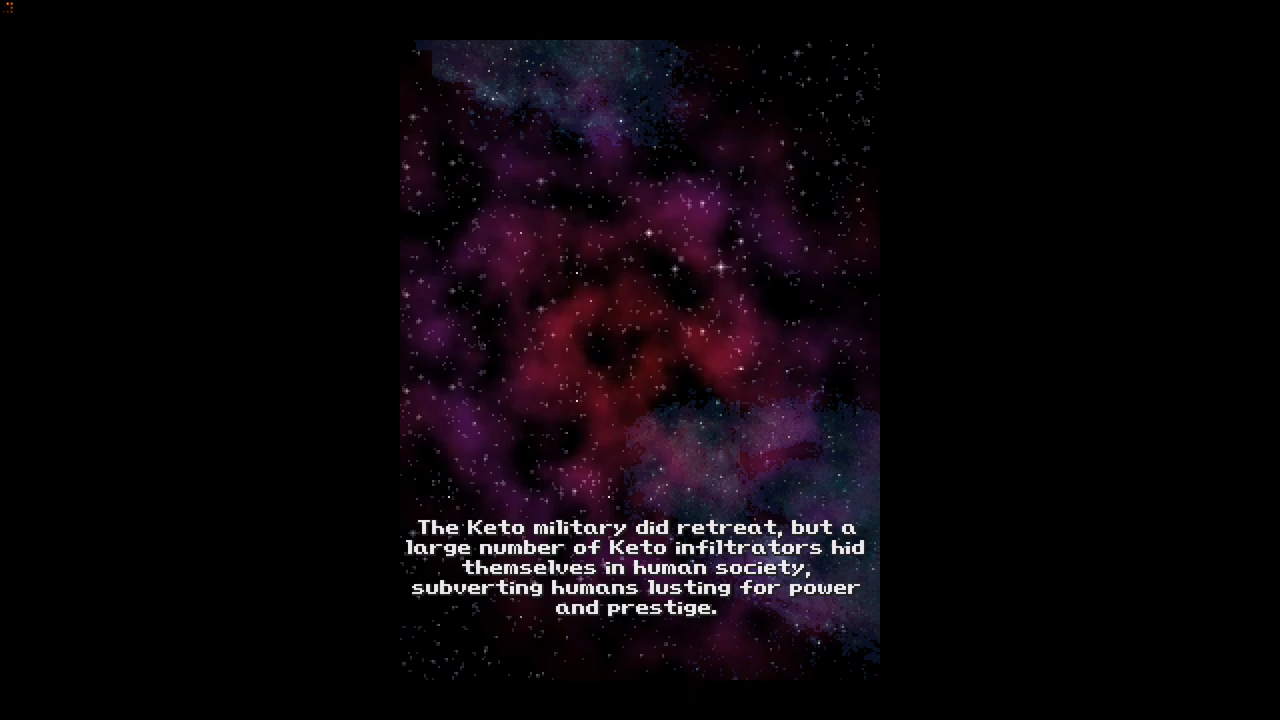 The Keto military did retreat, but a
large number of Keto infiltrators hid
themselves in human society,
subverting humans lusting for power
and prestige.